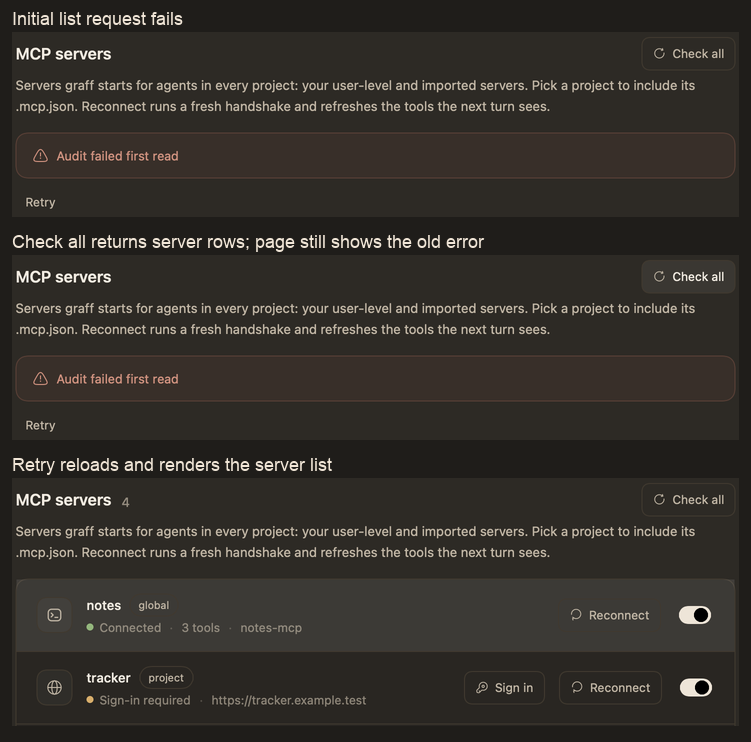 Initial list request fails
MCP servers
Check all
Servers graff starts for agents in every project: your user-level and imported servers. Pick a project to include its
.mcp.json. Reconnect runs a fresh handshake and refreshes the tools the next turn sees.
Audit failed first read
Retry
Check all returns server rows; page still shows the old error
MCP servers
Check all
Servers graff starts for agents in every project: your user-level and imported servers. Pick a project to include its
.mcp.json. Reconnect runs a fresh handshake and refreshes the tools the next turn sees.
Audit failed first read
Retry
Retry reloads and renders the server list
MCP servers 4
Check all
Servers graff starts for agents in every project: your user-level and imported servers. Pick a project to include its
.mcp.json. Reconnect runs a fresh handshake and refreshes the tools the next turn sees.
notes global
Connected · 3 tools · notes-mcp
Reconnect
tracker project
Sign-in required · https://tracker.example.test
Sign in
Reconnect